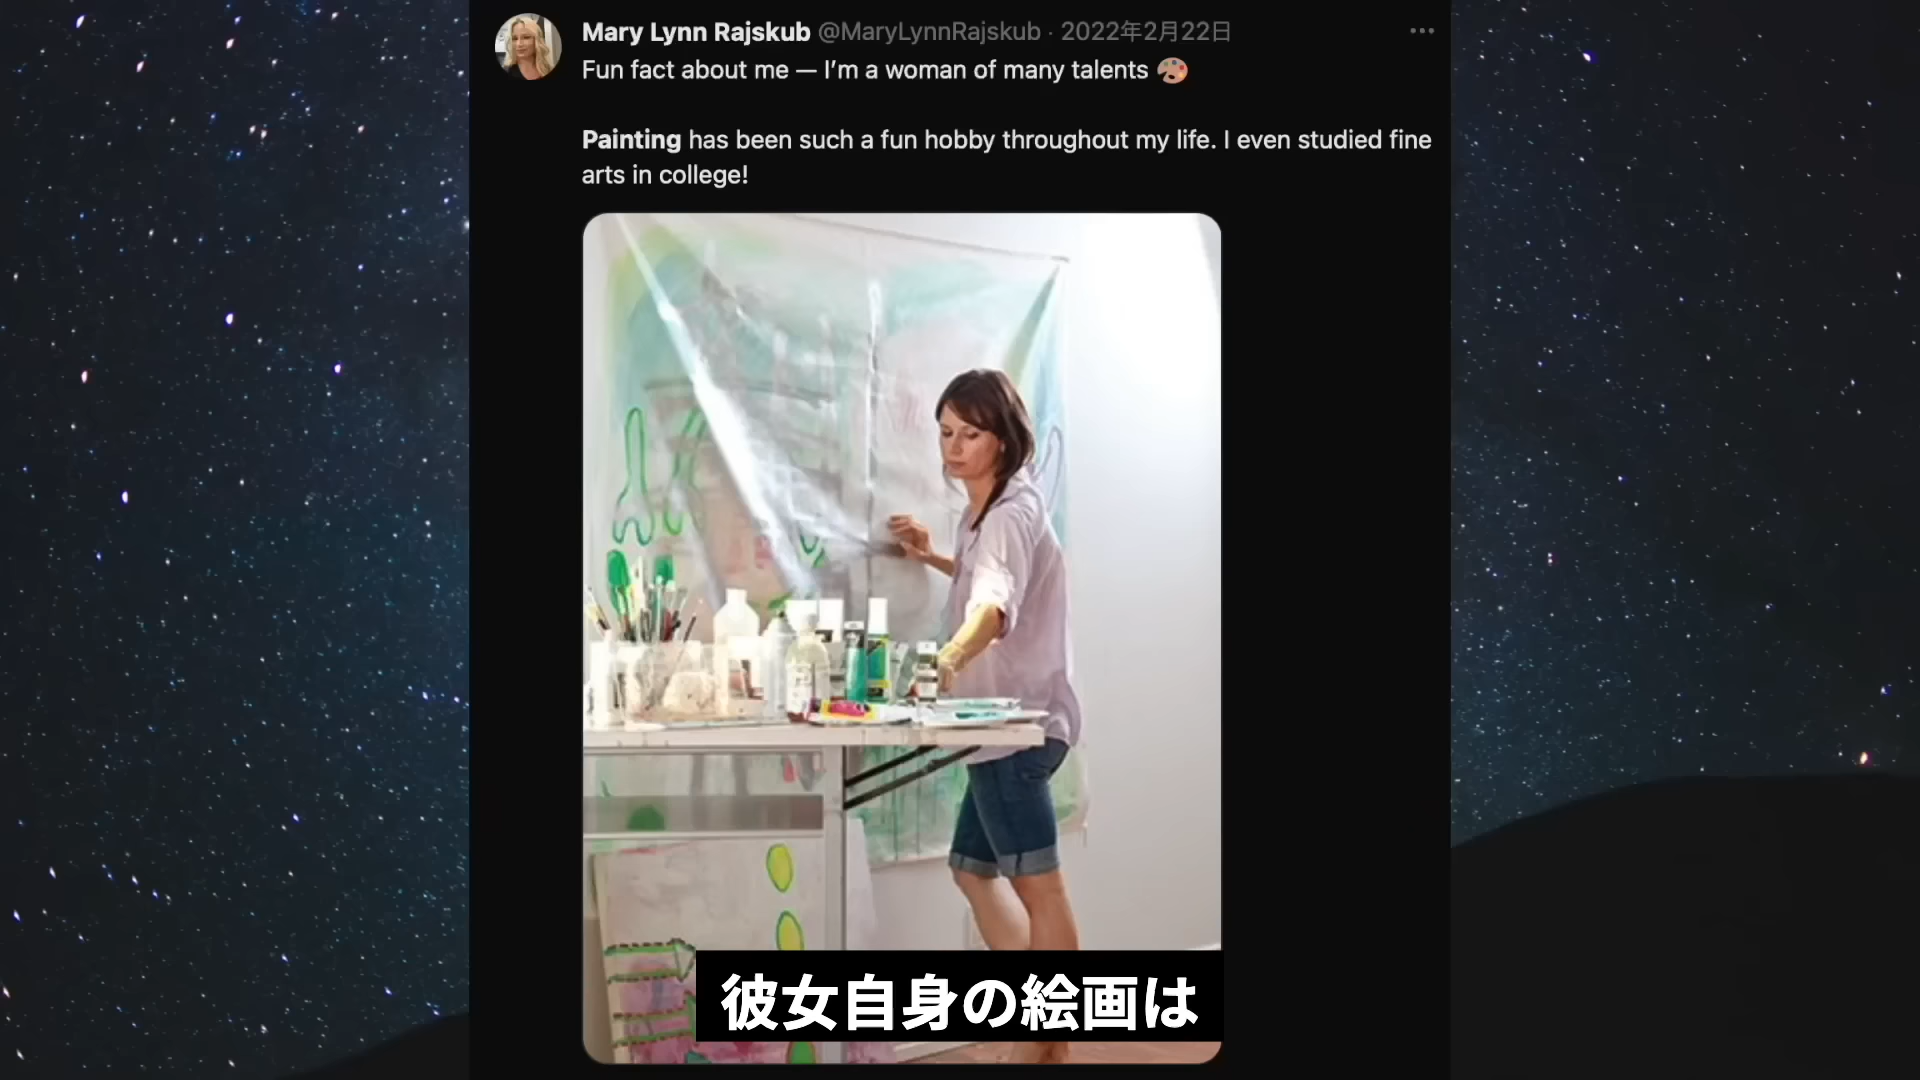 Mary Lynn Rajskub @MaryLynnRajskub · 2022年2月22日
Fun fact about me — I'm a woman of many talents 🎨
Painting has been such a fun hobby throughout my life. I even studied fine
arts in college!
彼女自身の絵画は